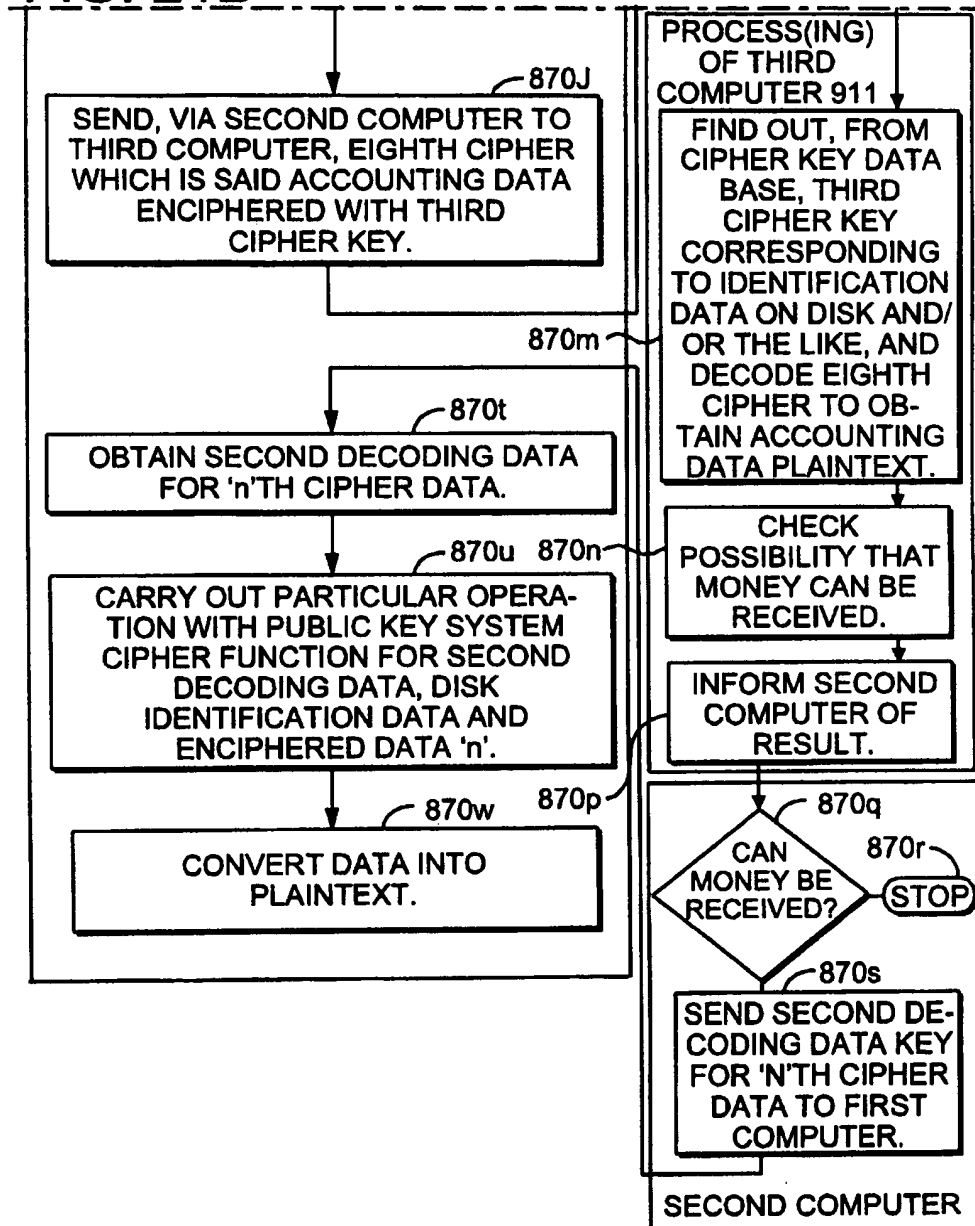 870J
SEND, VIA SECOND COMPUTER TO
THIRD COMPUTER, EIGHTH CIPHER
WHICH IS SAID ACCOUNTING DATA
ENCIPHERED WITH THIRD
CIPHER KEY.
870t
OBTAIN SECOND DECODING DATA
FOR 'n'TH CIPHER DATA.
870u
CARRY OUT PARTICULAR OPERA-
TION WITH PUBLIC KEY SYSTEM
CIPHER FUNCTION FOR SECOND
DECODING DATA, DISK
IDENTIFICATION DATA AND
ENCIPHERED DATA 'n'.
870w
CONVERT DATA INTO
PLAINTEXT.
PROCESS(ING)
OF THIRD
COMPUTER 911
870m
FIND OUT, FROM
CIPHER KEY DATA
BASE, THIRD
CIPHER KEY
CORRESPONDING
TO IDENTIFICATION
DATA ON DISK AND/
OR THE LIKE, AND
DECODE EIGHTH
CIPHER TO OB-
TAIN ACCOUNTING
DATA PLAINTEXT.
870n
CHECK
POSSIBILITY THAT
MONEY CAN BE
RECEIVED.
870p
INFORM SECOND
COMPUTER OF
RESULT.
870q
CAN
MONEY BE
RECEIVED?
870r
STOP
870s
SEND SECOND DE-
CODING DATA KEY
FOR 'N'TH CIPHER
DATA TO FIRST
COMPUTER.
SECOND COMPUTER